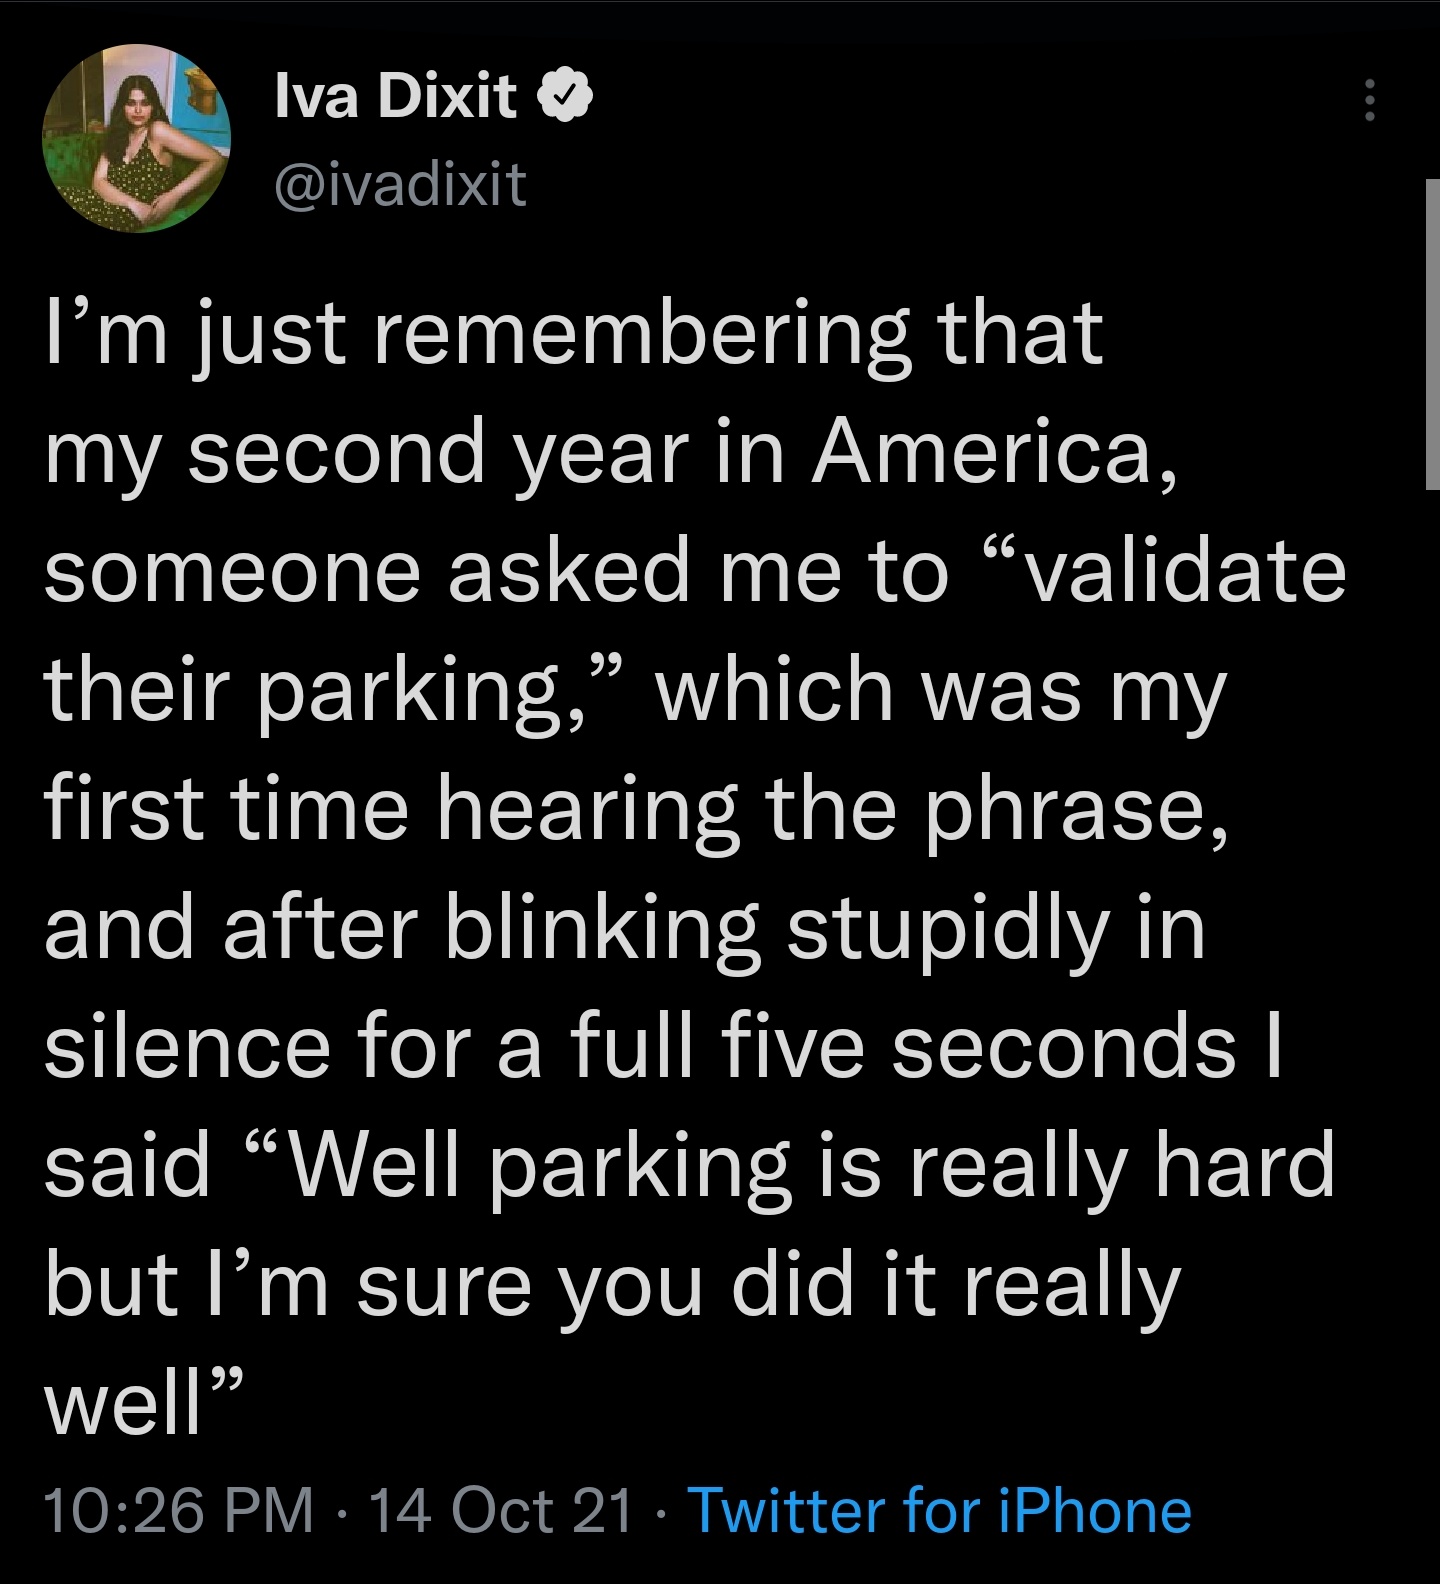 Iva Dixit
@ivadixit
I’m just remembering that
my second year in America,
someone asked me to “validate
their parking,” which was my
first time hearing the phrase,
and after blinking stupidly in
silence for a full five seconds I
said “Well parking is really hard
but I’m sure you did it really
well”
10:26 PM · 14 Oct 21 · Twitter for iPhone